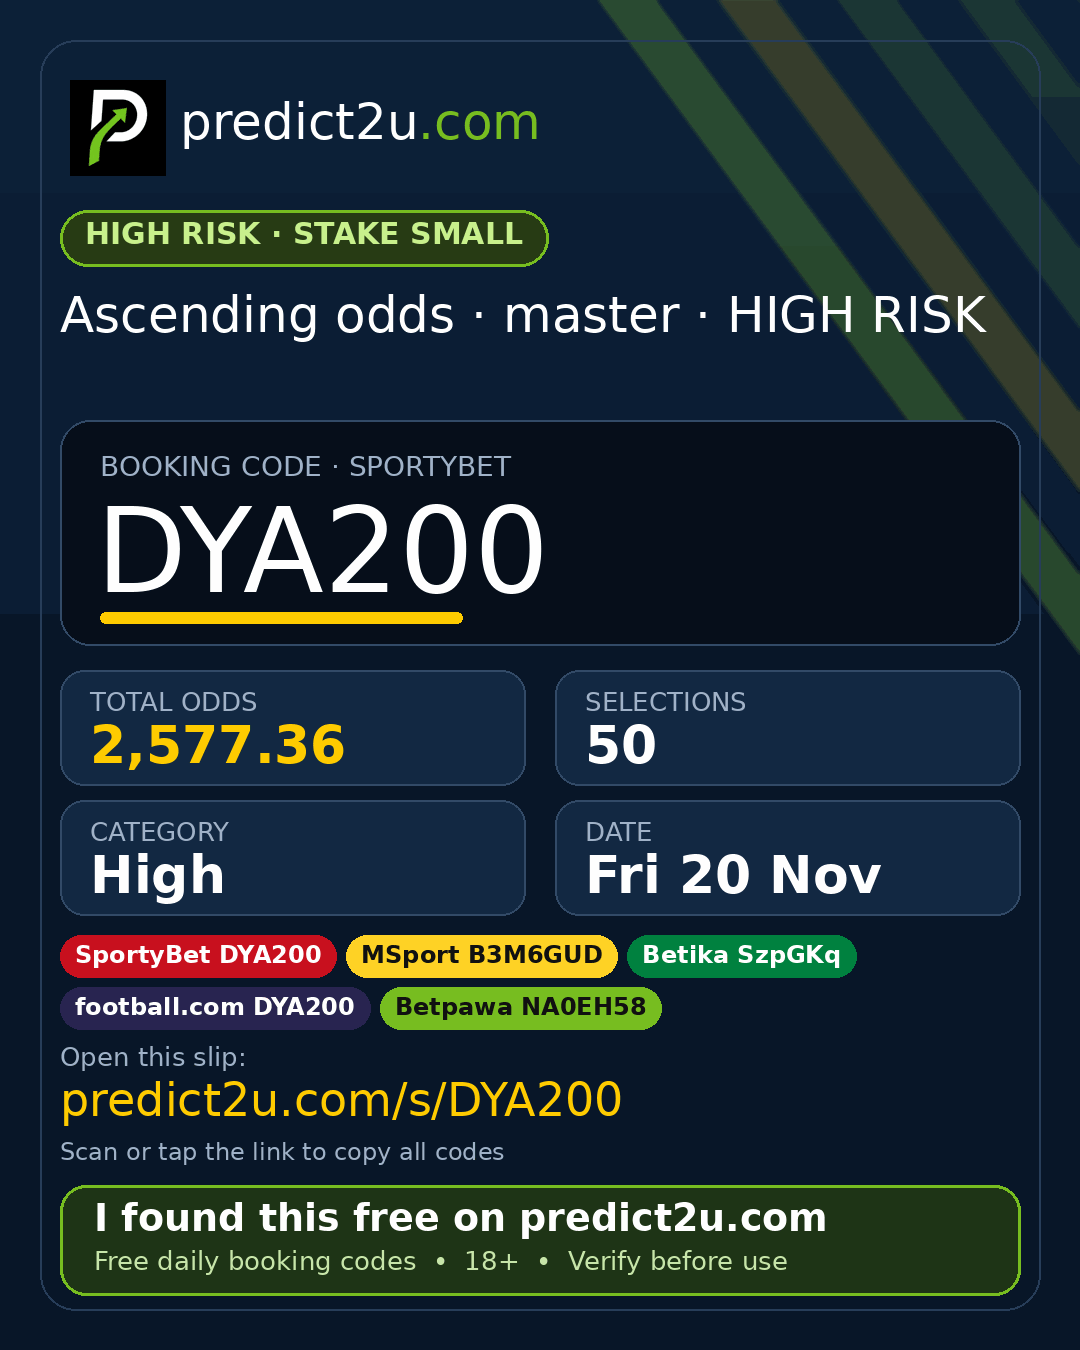 predict2u.com
HIGH RISK · STAKE SMALL
Ascending odds · master · HIGH RISK
BOOKING CODE · SPORTYBET
DYA200
TOTAL ODDS
2,577.36
SELECTIONS
50
CATEGORY
High
DATE
Fri 20 Nov
SportyBet DYA200
MSport B3M6GUD
Betika SzpGKq
football.com DYA200
Betpawa NA0EH58
Open this slip:
predict2u.com/s/DYA200
Scan or tap the link to copy all codes
I found this free on predict2u.com
Free daily booking codes • 18+ • Verify before use